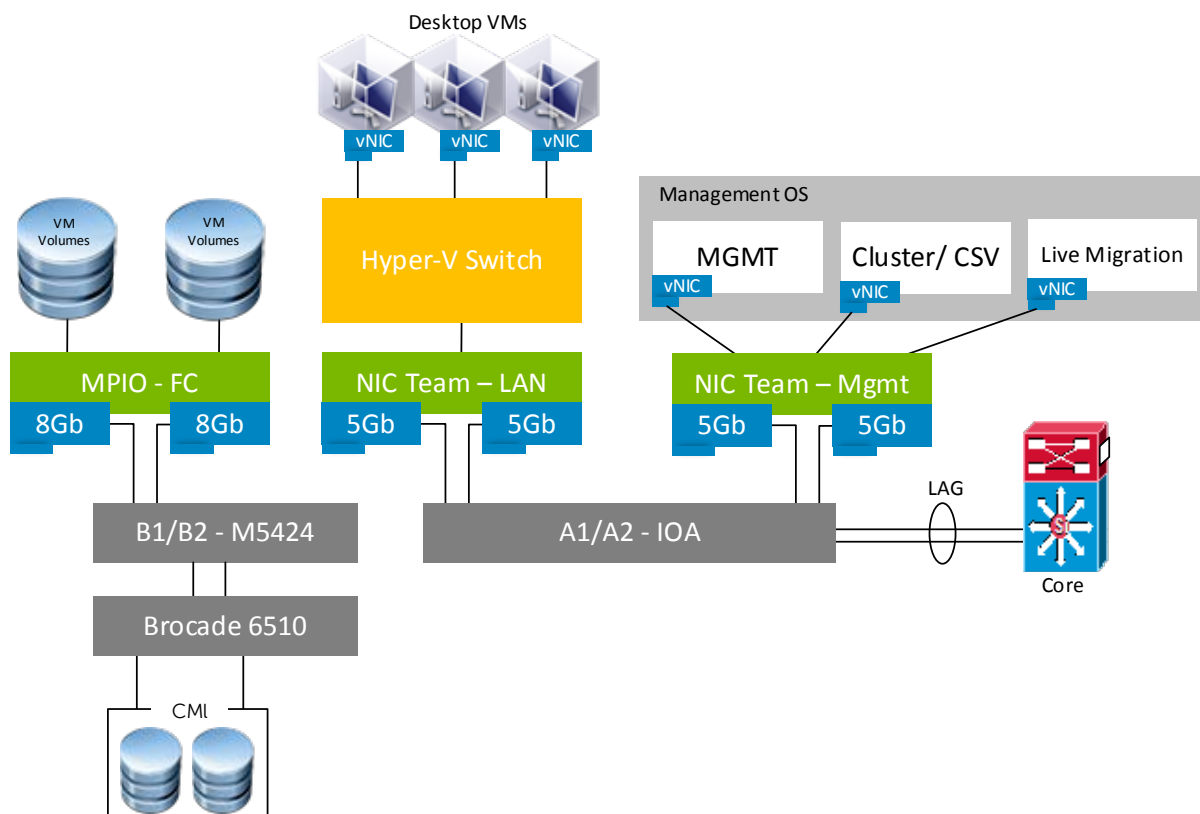 Desktop VMs
vNIC
vNIC
vNIC
Management OS
VM
Volumes
VM
Volumes
Hyper-V Switch
MGMT
Cluster/ CSV
Live Migration
vNIC
vNIC
vNIC
MPIO - FC
NIC Team – LAN
NIC Team – Mgmt
8Gb
8Gb
5Gb
5Gb
5Gb
5Gb
LAG
B1/B2 - M5424
A1/A2 - IOA
Si
Core
Brocade 6510
CMl